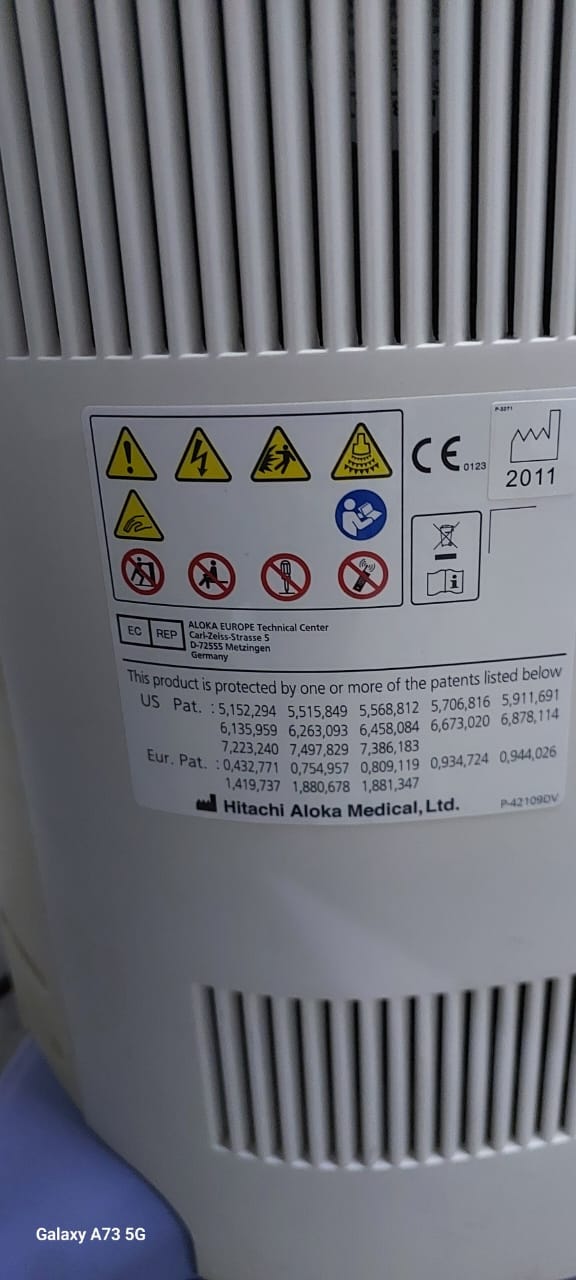 P-3271
CE 0123
2011
EC REP
ALOKA EUROPE Technical Center
Carl-Zeiss-Strasse 5
D-72555 Metzingen
Germany
This product is protected by one or more of the patents listed below
US Pat. : 5,152,294 5,515,849 5,568,812 5,706,816 5,911,691
6,135,959 6,263,093 6,458,084 6,673,020 6,878,114
7,223,240 7,497,829 7,386,183
Eur. Pat. : 0,432,771 0,754,957 0,809,119 0,934,724 0,944,026
1,419,737 1,880,678 1,881,347
Hitachi Aloka Medical, Ltd.
P-42109DV
Galaxy A73 5G